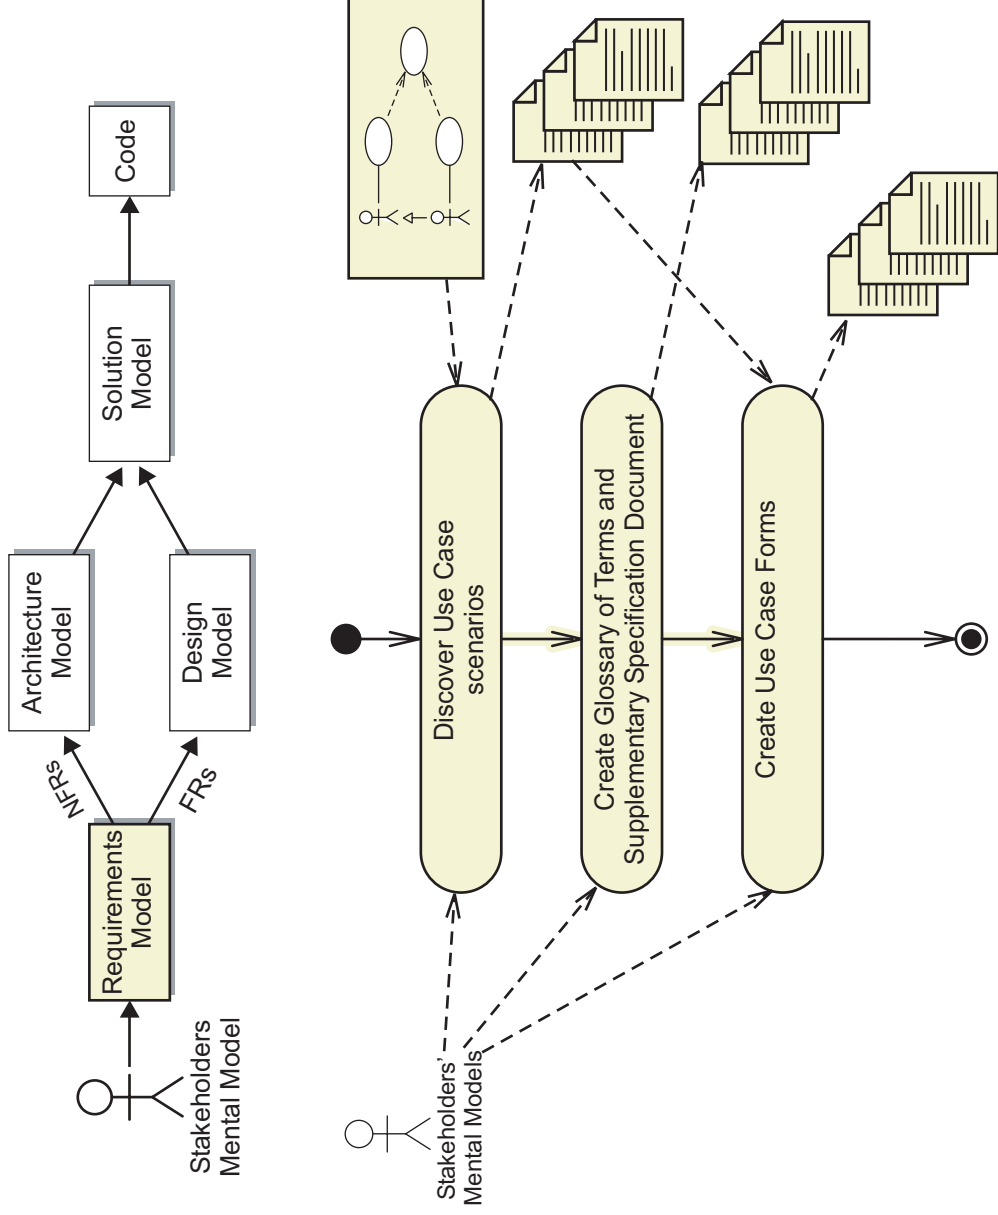 Stakeholders
Mental Model
Requirements
Model
NFRs
FRs
Architecture
Model
Design
Model
Solution
Model
Code
Stakeholders’
Mental Models
Discover Use Case
scenarios
Create Glossary of Terms and
Supplementary Specification Document
Create Use Case Forms